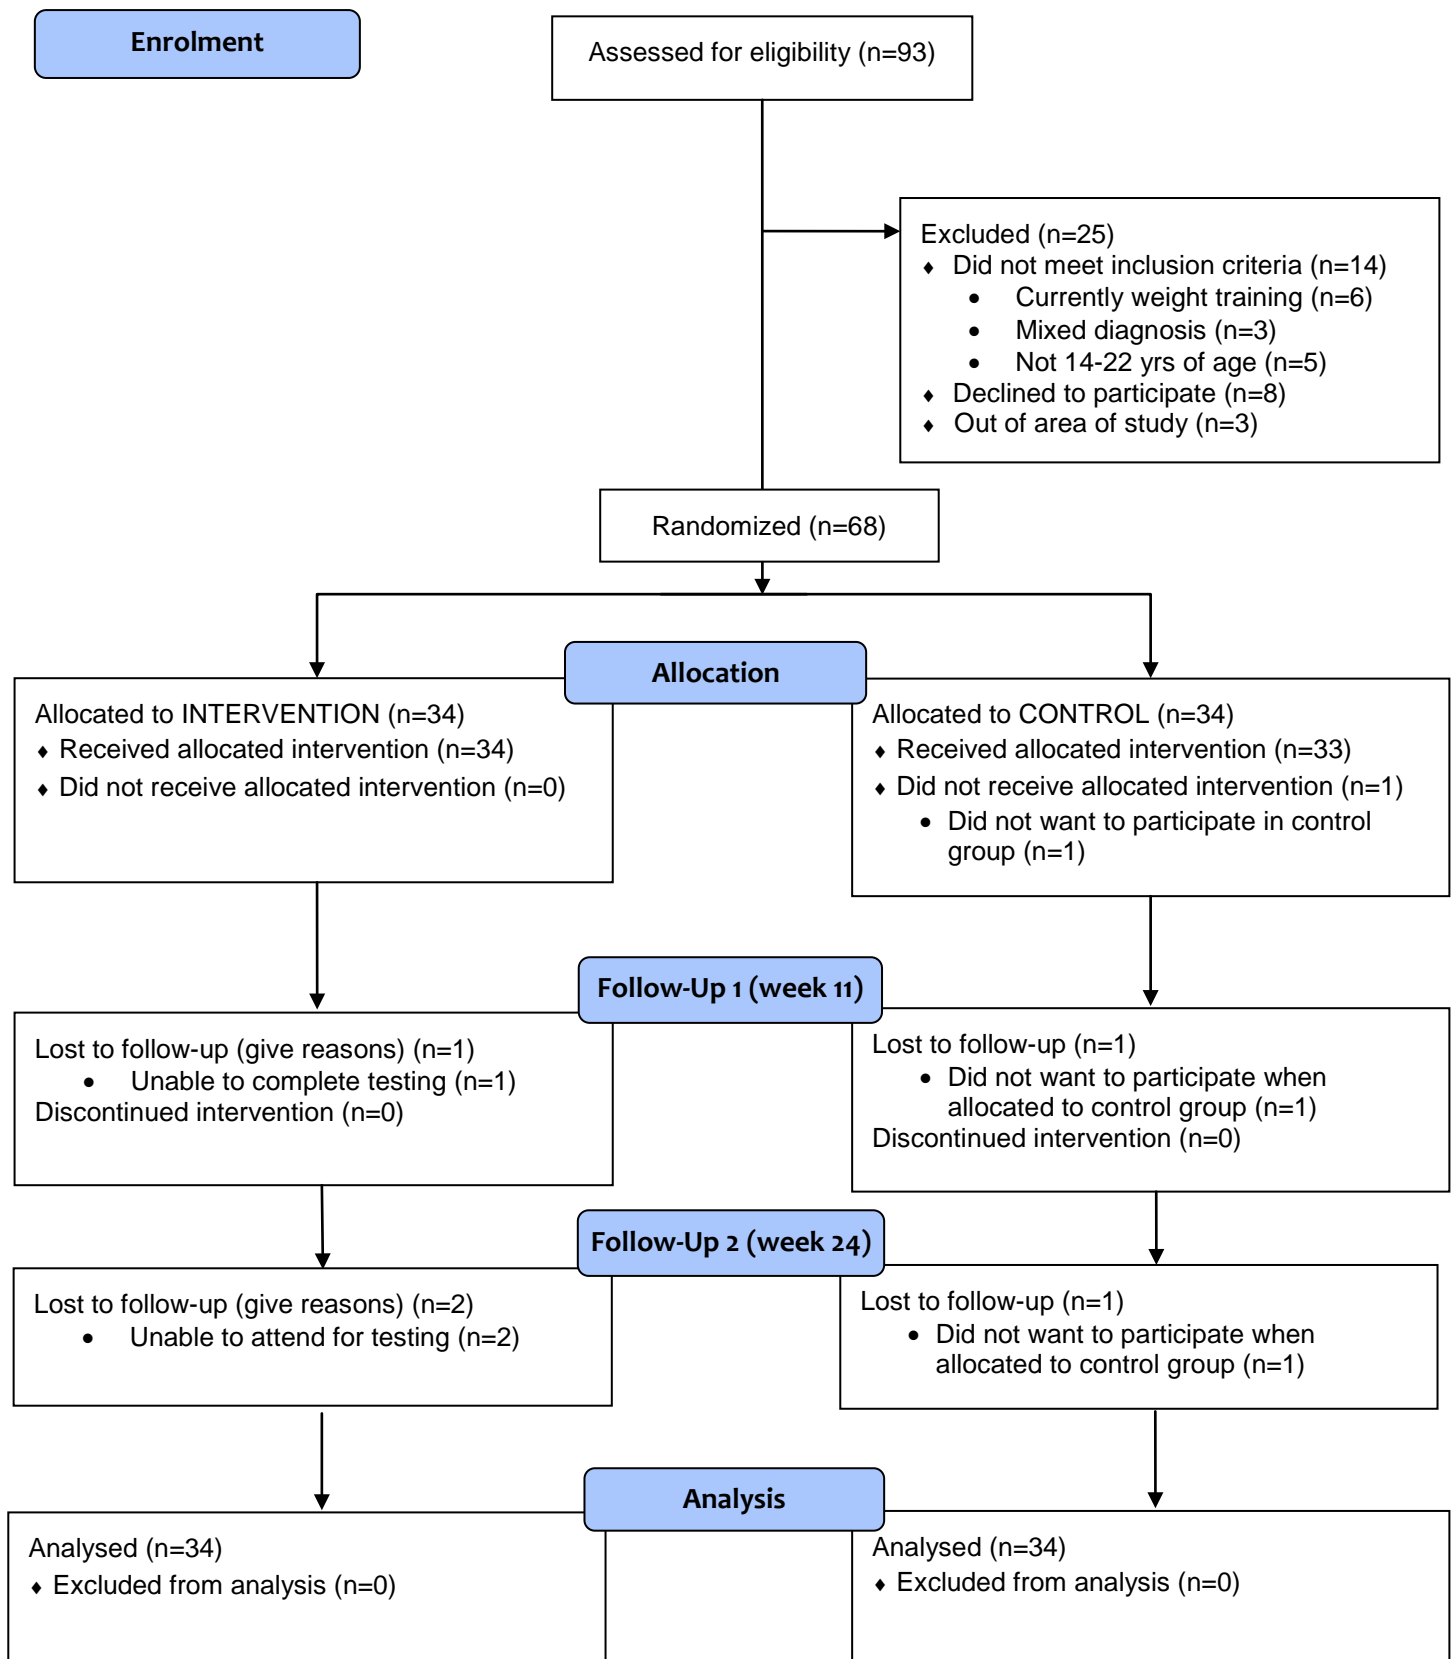 Enrolment
Assessed for eligibility (n=93)
Excluded (n=25)
♦ Did not meet inclusion criteria (n=14)
• Currently weight training (n=6)
• Mixed diagnosis (n=3)
• Not 14-22 yrs of age (n=5)
♦ Declined to participate (n=8)
♦ Out of area of study (n=3)
Randomized (n=68)
Allocation
Allocated to INTERVENTION (n=34)
♦ Received allocated intervention (n=34)
♦ Did not receive allocated intervention (n=0)
Allocated to CONTROL (n=34)
♦ Received allocated intervention (n=33)
♦ Did not receive allocated intervention (n=1)
• Did not want to participate in control
group (n=1)
Follow-Up 1 (week 11)
Lost to follow-up (give reasons) (n=1)
• Unable to complete testing (n=1)
Discontinued intervention (n=0)
Lost to follow-up (n=1)
• Did not want to participate when
allocated to control group (n=1)
Discontinued intervention (n=0)
Follow-Up 2 (week 24)
Lost to follow-up (give reasons) (n=2)
• Unable to attend for testing (n=2)
Lost to follow-up (n=1)
• Did not want to participate when
allocated to control group (n=1)
Analysis
Analysed (n=34)
♦ Excluded from analysis (n=0)
Analysed (n=34)
♦ Excluded from analysis (n=0)